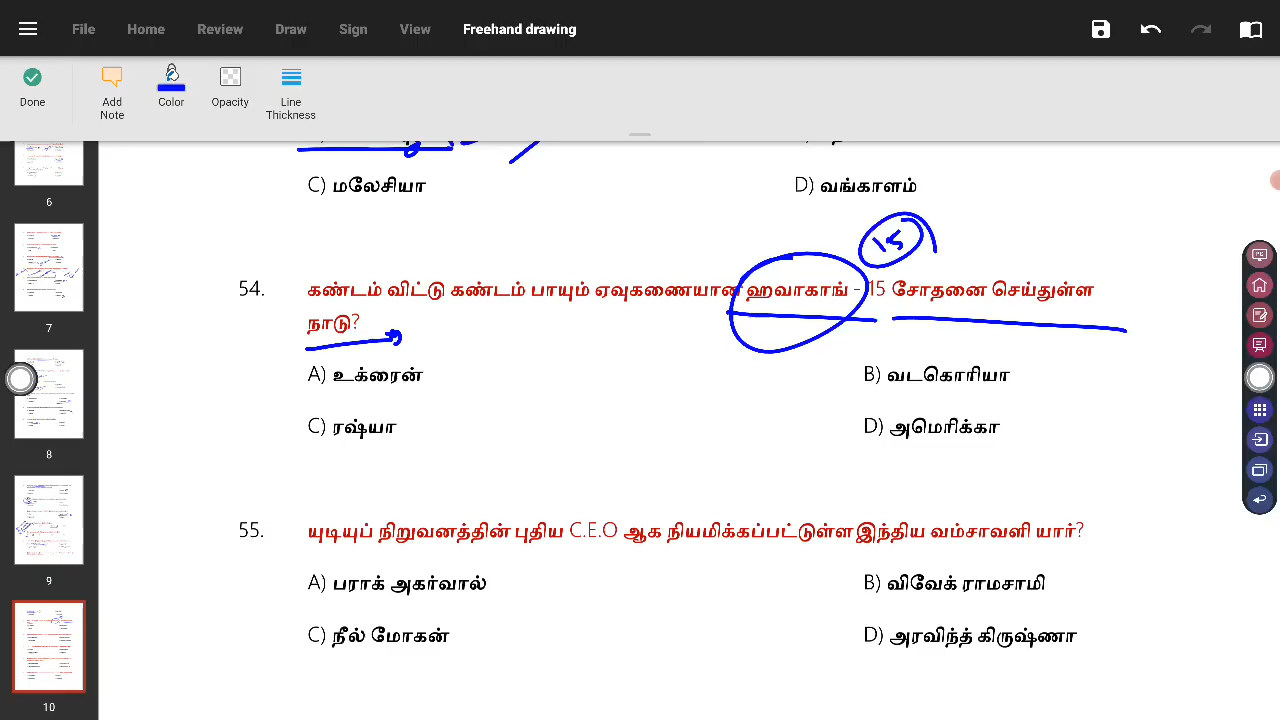 File Home Review Draw Sign View Freehand drawing
Done Add Note Color Opacity Line Thickness
C) மலேசியா D) வங்காளம்
15
54. கண்டம் விட்டு கண்டம் பாயும் ஏவுகணையான ஹவாகாங் - 15 சோதனை செய்துள்ள
நாடு?
A) உக்ரைன் B) வடகொரியா
C) ரஷ்யா D) அமெரிக்கா
55. யுடியுப் நிறுவனத்தின் புதிய C.E.O ஆக நியமிக்கப்பட்டுள்ள இந்திய வம்சாவளி யார்?
A) பராக் அகர்வால் B) விவேக் ராமசாமி
C) நீல் மோகன் D) அரவிந்த் கிருஷ்ணா
6
7
8
9
10